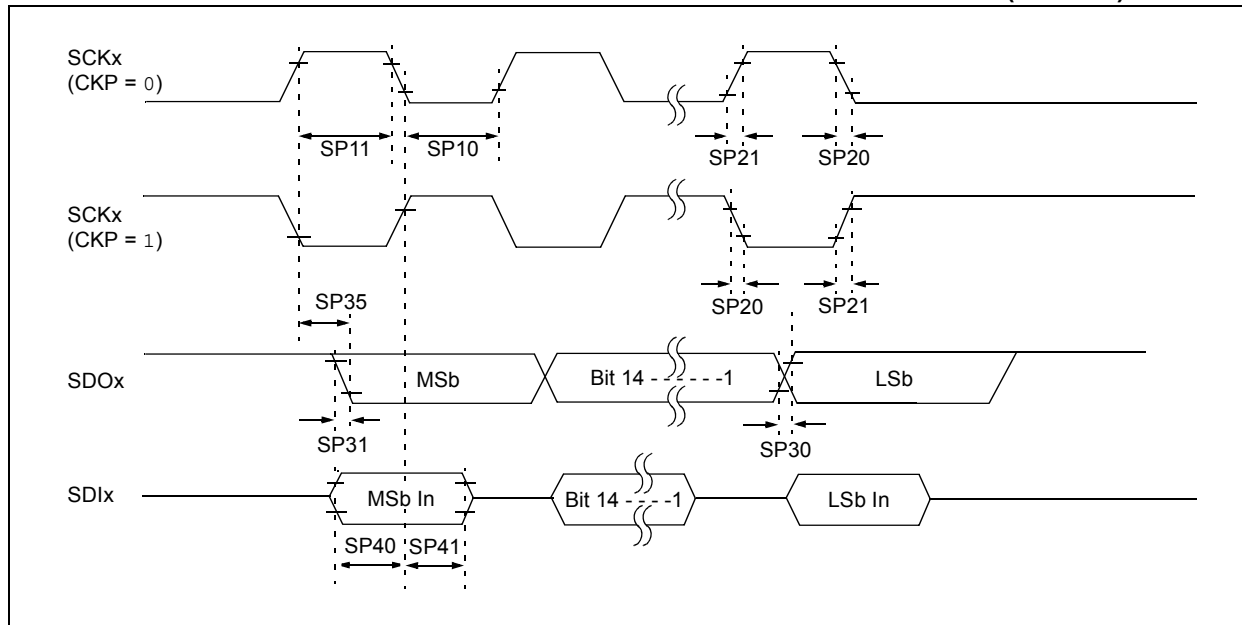 SCKx
(CKP = 0)
SP11
SP10
SP21
SP20
SCKx
(CKP = 1)
SP35
SP20
SP21
SDOx
MSb
Bit 14 - - - - - -1
LSb
SP31
SP30
SDIx
MSb In
Bit 14 - - - -1
LSb In
SP40
SP41